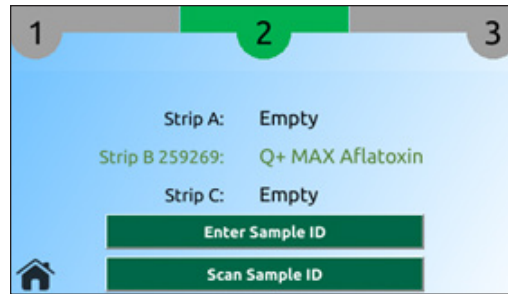 1 2 3
Strip A: Empty
Strip B 259269: Q+ MAX Aflatoxin
Strip C: Empty
Enter Sample ID
Scan Sample ID